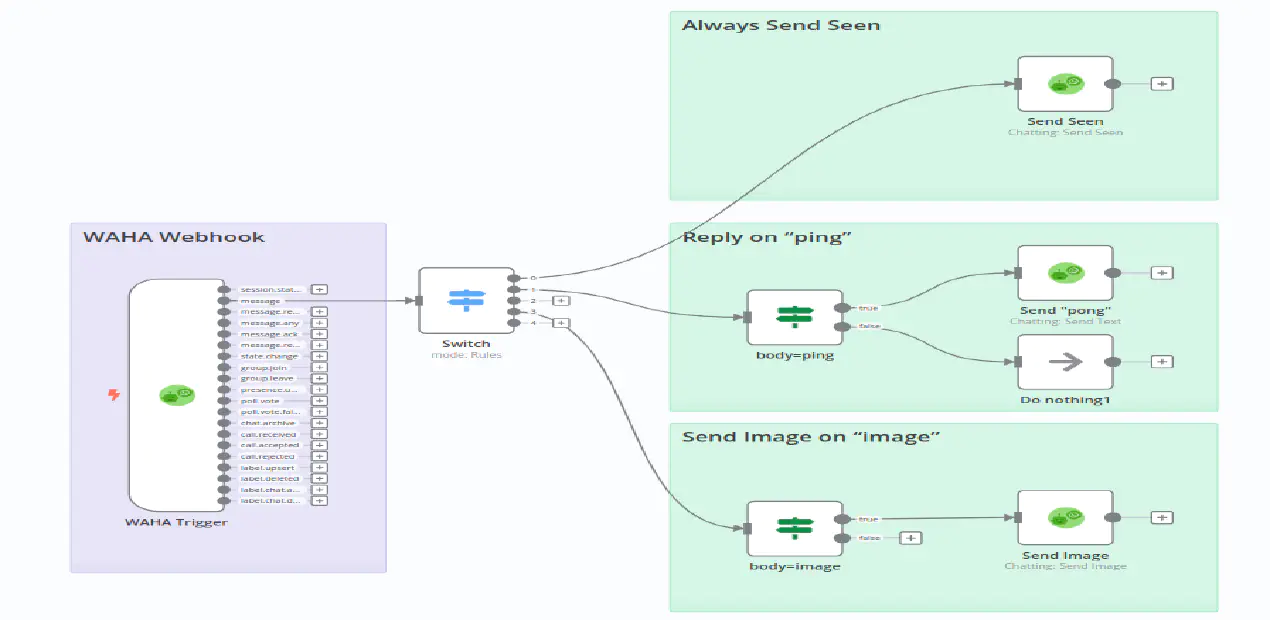 Always Send Seen
Send Seen
Chatting: Send Seen
WAHA Webhook
session.stat...
message
message.re...
message.any
message.ack
message.re...
state.change
group.join
group.leave
presence.u...
poll.vote
poll.vote.fai...
chat.archive
call.received
call.accepted
call.rejected
label.upsert
label.deleted
label.chat.a...
label.chat.d...
WAHA Trigger
0
1
2
3
4
Switch
mode: Rules
Reply on “ping”
true
false
body=ping
Send "pong"
Chatting: Send Text
Do nothing1
Send Image on “image”
true
false
body=image
Send Image
Chatting: Send Image